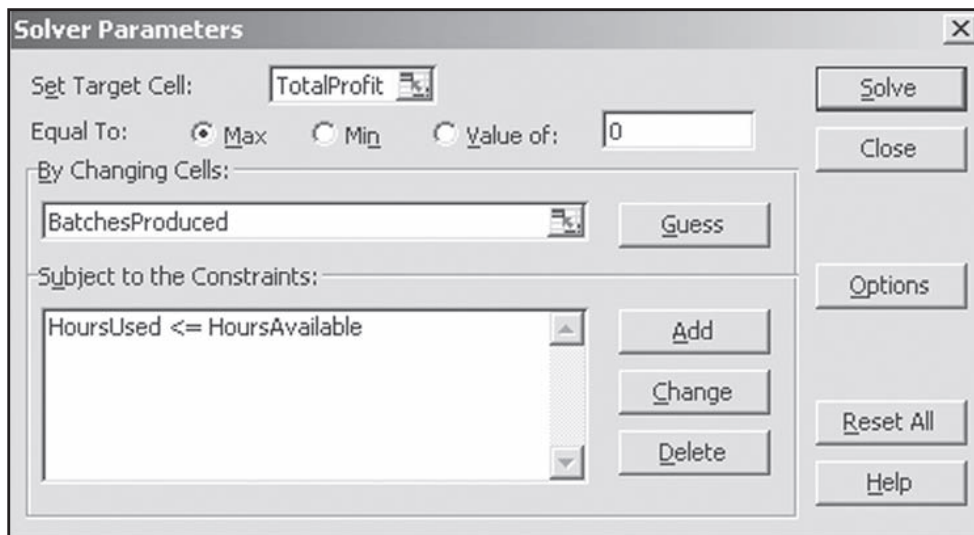 Solver Parameters
Set Target Cell: TotalProfit Solve
Equal To: Max Min Value of: 0
Close
By Changing Cells:
BatchesProduced Guess
Subject to the Constraints: Options
HoursUsed <= HoursAvailable Add
Change
Reset All
Delete
Help